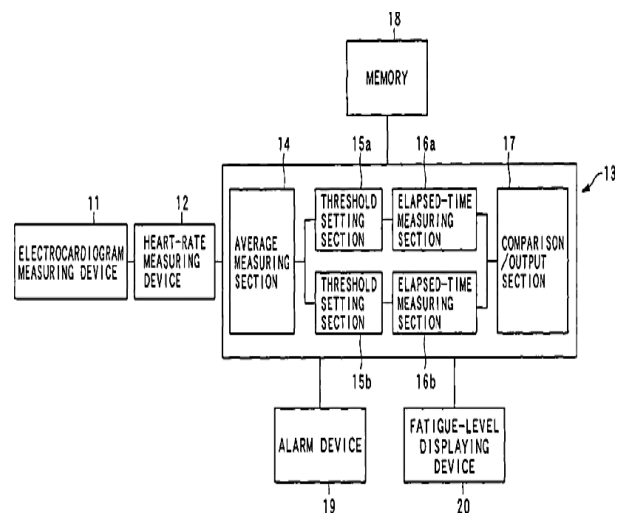 18
MEMORY
14
15a
16a
17
13
11
12
ELECTROCARDIOGRAM
MEASURING DEVICE
HEART-RATE
MEASURING
DEVICE
AVERAGE
MEASURING
SECTION
THRESHOLD
SETTING
SECTION
ELAPSED-TIME
MEASURING
SECTION
COMPARISON
/OUTPUT
SECTION
THRESHOLD
SETTING
SECTION
ELAPSED-TIME
MEASURING
SECTION
15b
16b
ALARM DEVICE
FATIGUE-LEVEL
DISPLAYING
DEVICE
19
20